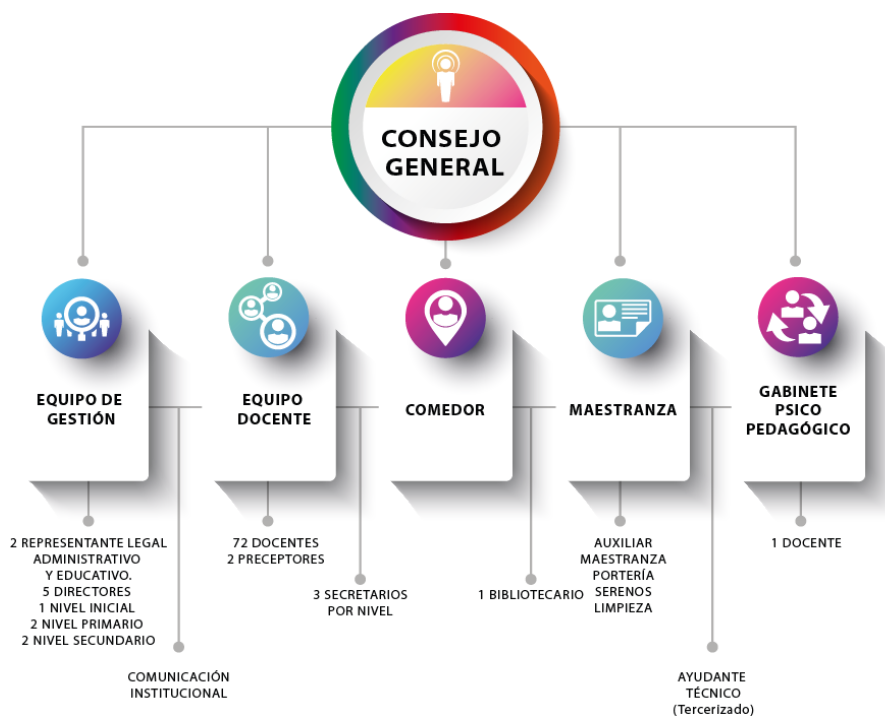 CONSEJO
GENERAL
EQUIPO DE
GESTIÓN
EQUIPO
DOCENTE
COMEDOR
MAESTRANZA
GABINETE
PSICO
PEDAGÓGICO
2 REPRESENTANTE LEGAL
ADMINISTRATIVO
Y EDUCATIVO.
5 DIRECTORES
1 NIVEL INICIAL
2 NIVEL PRIMARIO
2 NIVEL SECUNDARIO
72 DOCENTES
2 PRECEPTORES
AUXILIAR
MAESTRANZA
PORTERÍA
SERENOS
LIMPIEZA
1 DOCENTE
3 SECRETARIOS
POR NIVEL
1 BIBLIOTECARIO
COMUNICACIÓN
INSTITUCIONAL
AYUDANTE
TÉCNICO
(Tercerizado)